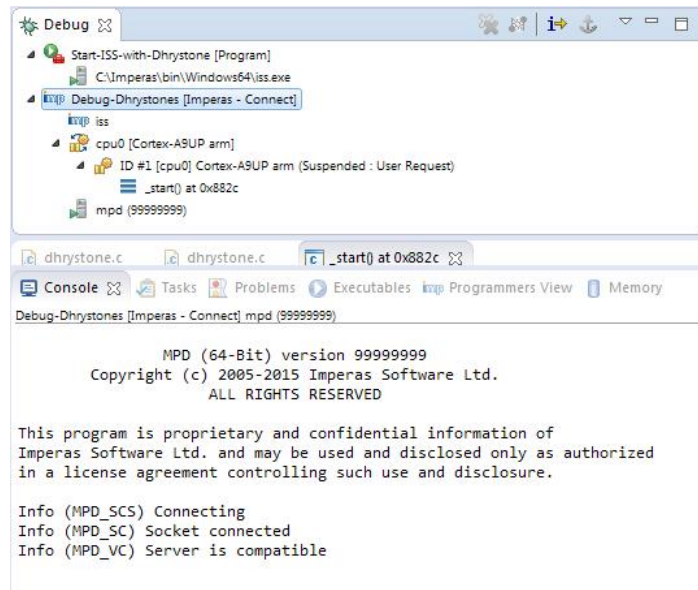 Debug
Start-ISS-with-Dhrystone [Program]
C:\Imperas\bin\Windows64\iss.exe
imp Debug-Dhrystones [Imperas - Connect]
imp iss
cpu0 [Cortex-A9UP arm]
ID #1 [cpu0] Cortex-A9UP arm (Suspended : User Request)
_start() at 0x882c
mpd (99999999)
dhrystone.c dhrystone.c _start() at 0x882c
Console Tasks Problems Executables imp Programmers View Memory
Debug-Dhrystones [Imperas - Connect] mpd (99999999)
MPD (64-Bit) version 99999999
Copyright (c) 2005-2015 Imperas Software Ltd.
ALL RIGHTS RESERVED
This program is proprietary and confidential information of
Imperas Software Ltd. and may be used and disclosed only as authorized
in a license agreement controlling such use and disclosure.
Info (MPD_SCS) Connecting
Info (MPD_SC) Socket connected
Info (MPD_VC) Server is compatible